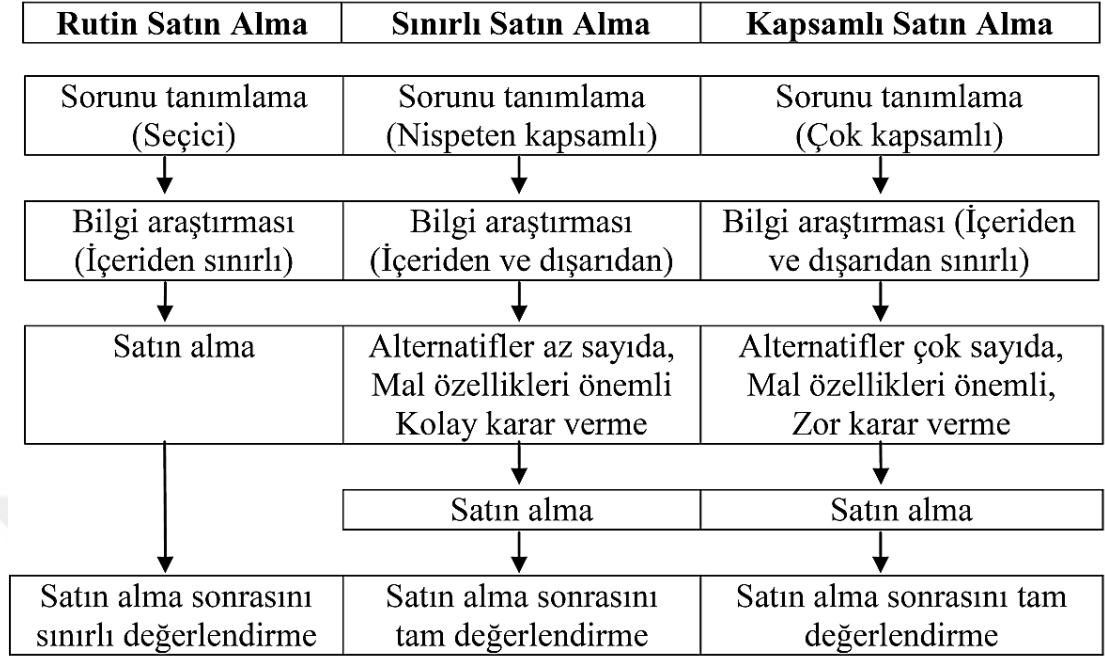 Rutin Satın Alma Sınırlı Satın Alma Kapsamlı Satın Alma
Sorunu tanımlama
(Seçici)
Sorunu tanımlama
(Nispeten kapsamlı)
Sorunu tanımlama
(Çok kapsamlı)
Bilgi araştırması
(İçeriden sınırlı)
Bilgi araştırması
(İçeriden ve dışarıdan)
Bilgi araştırması (İçeriden
ve dışarıdan sınırlı)
Satın alma
Alternatifler az sayıda,
Mal özellikleri önemli
Kolay karar verme
Alternatifler çok sayıda,
Mal özellikleri önemli,
Zor karar verme
Satın alma
Satın alma
Satın alma sonrasını
sınırlı değerlendirme
Satın alma sonrasını
tam değerlendirme
Satın alma sonrasını tam
değerlendirme